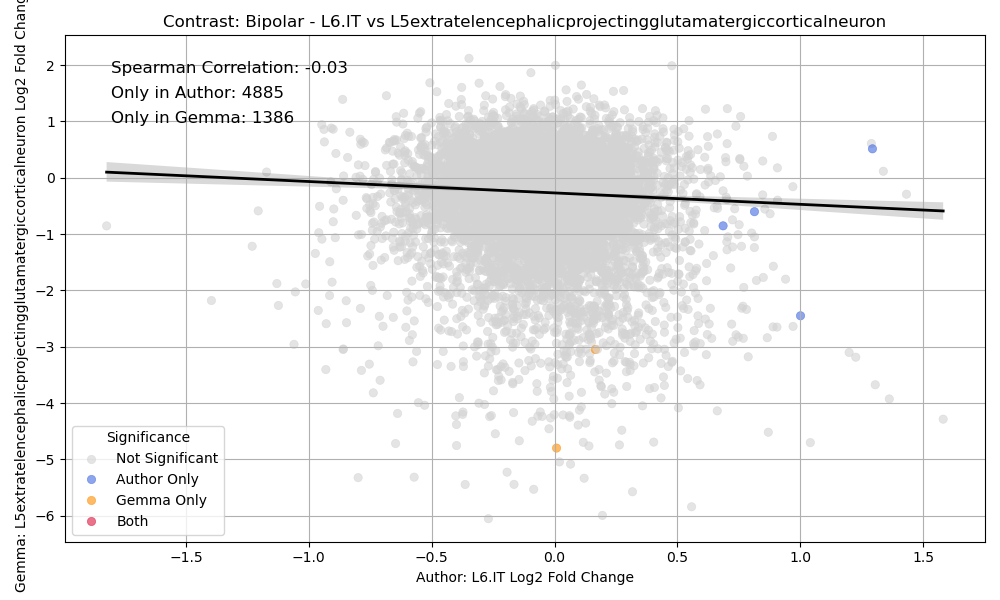 Contrast: Bipolar - L6.IT vs L5extratelencephalicprojectingglutamatergiccorticalneuron
Gemma: L5extratelencephalicprojectingglutamatergiccorticalneuron Log2 Fold Chang
2
1
0
−1
−2
−3
−4
−5
−6
Spearman Correlation: -0.03
Only in Author: 4885
Only in Gemma: 1386
Significance
Not Significant
Author Only
Gemma Only
Both
−1.5
−1.0
−0.5
0.0
0.5
1.0
1.5
Author: L6.IT Log2 Fold Change